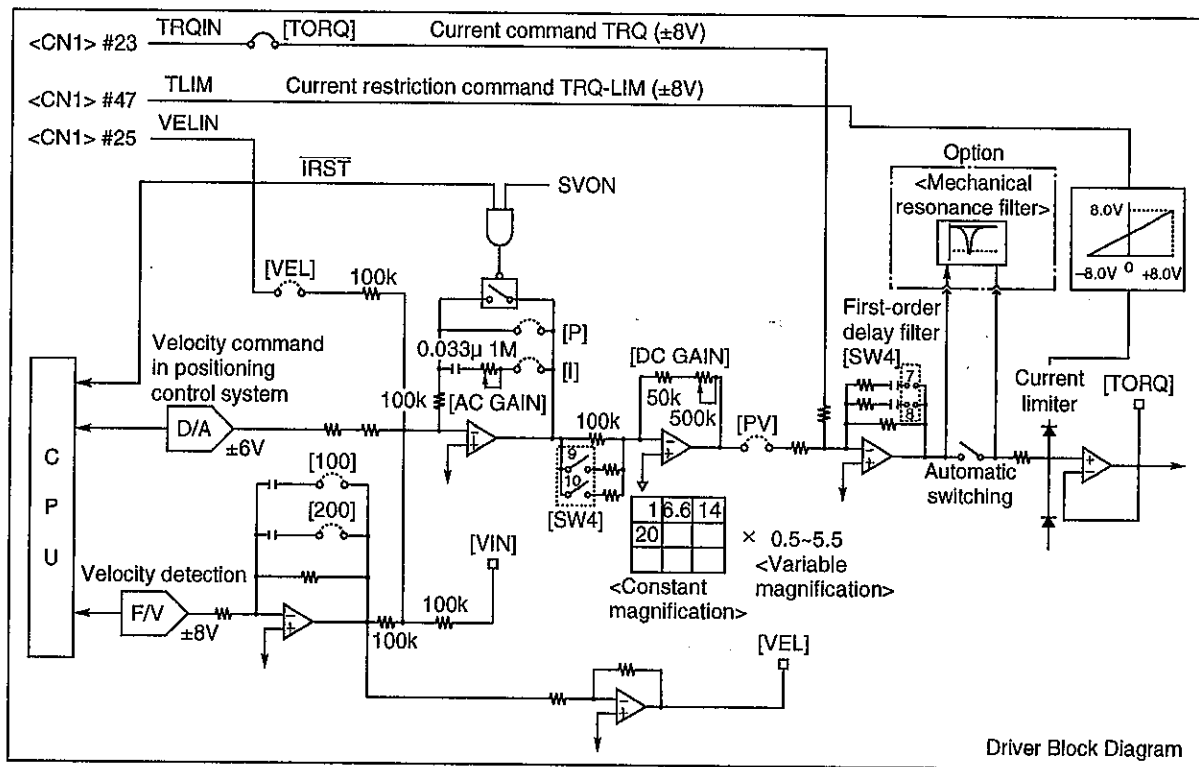 <CN1> #23 TRQIN [TORQ] Current command TRQ (±8V)
<CN1> #47 TLIM Current restriction command TRQ-LIM (±8V)
<CN1> #25 VELIN
IRST
SVON
Option
<Mechanical
resonance filter>
8.0V
−8.0V 0 +8.0V
[VEL] 100k
[P]
0.033μ 1M
[I]
[AC GAIN]
100k
Velocity command
in positioning
control system
D/A
±6V
CPU
[DC GAIN]
50k
500k
100k
9
10
[SW4]
[PV]
First-order
delay filter
[SW4]
7
8
Automatic
switching
Current
limiter
[TORQ]
1 6.6 14
20
<Constant
magnification>
× 0.5~5.5
<Variable
magnification>
[100]
[200]
Velocity detection
F/V
±8V
100k
100k
[VIN]
[VEL]
Driver Block Diagram